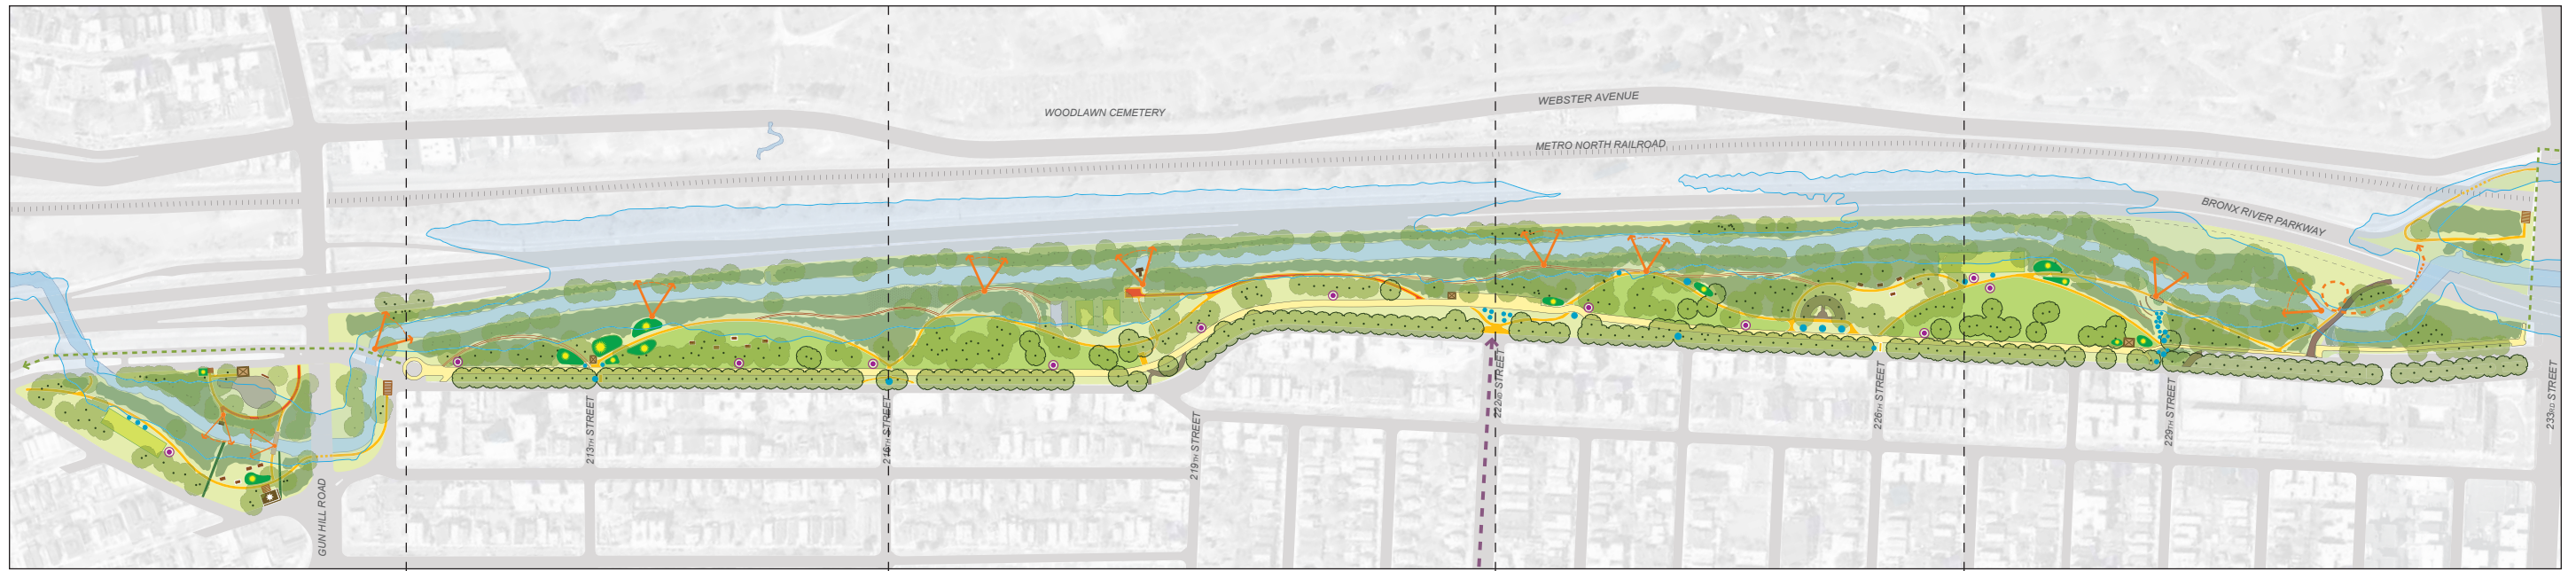 WOODLAWN CEMETERY
WEBSTER AVENUE
METRO NORTH RAILROAD
BRONX RIVER PARKWAY
GUN HILL ROAD
213TH STREET
216TH STREET
219TH STREET
222ND STREET
226TH STREET
229TH STREET
233RD STREET